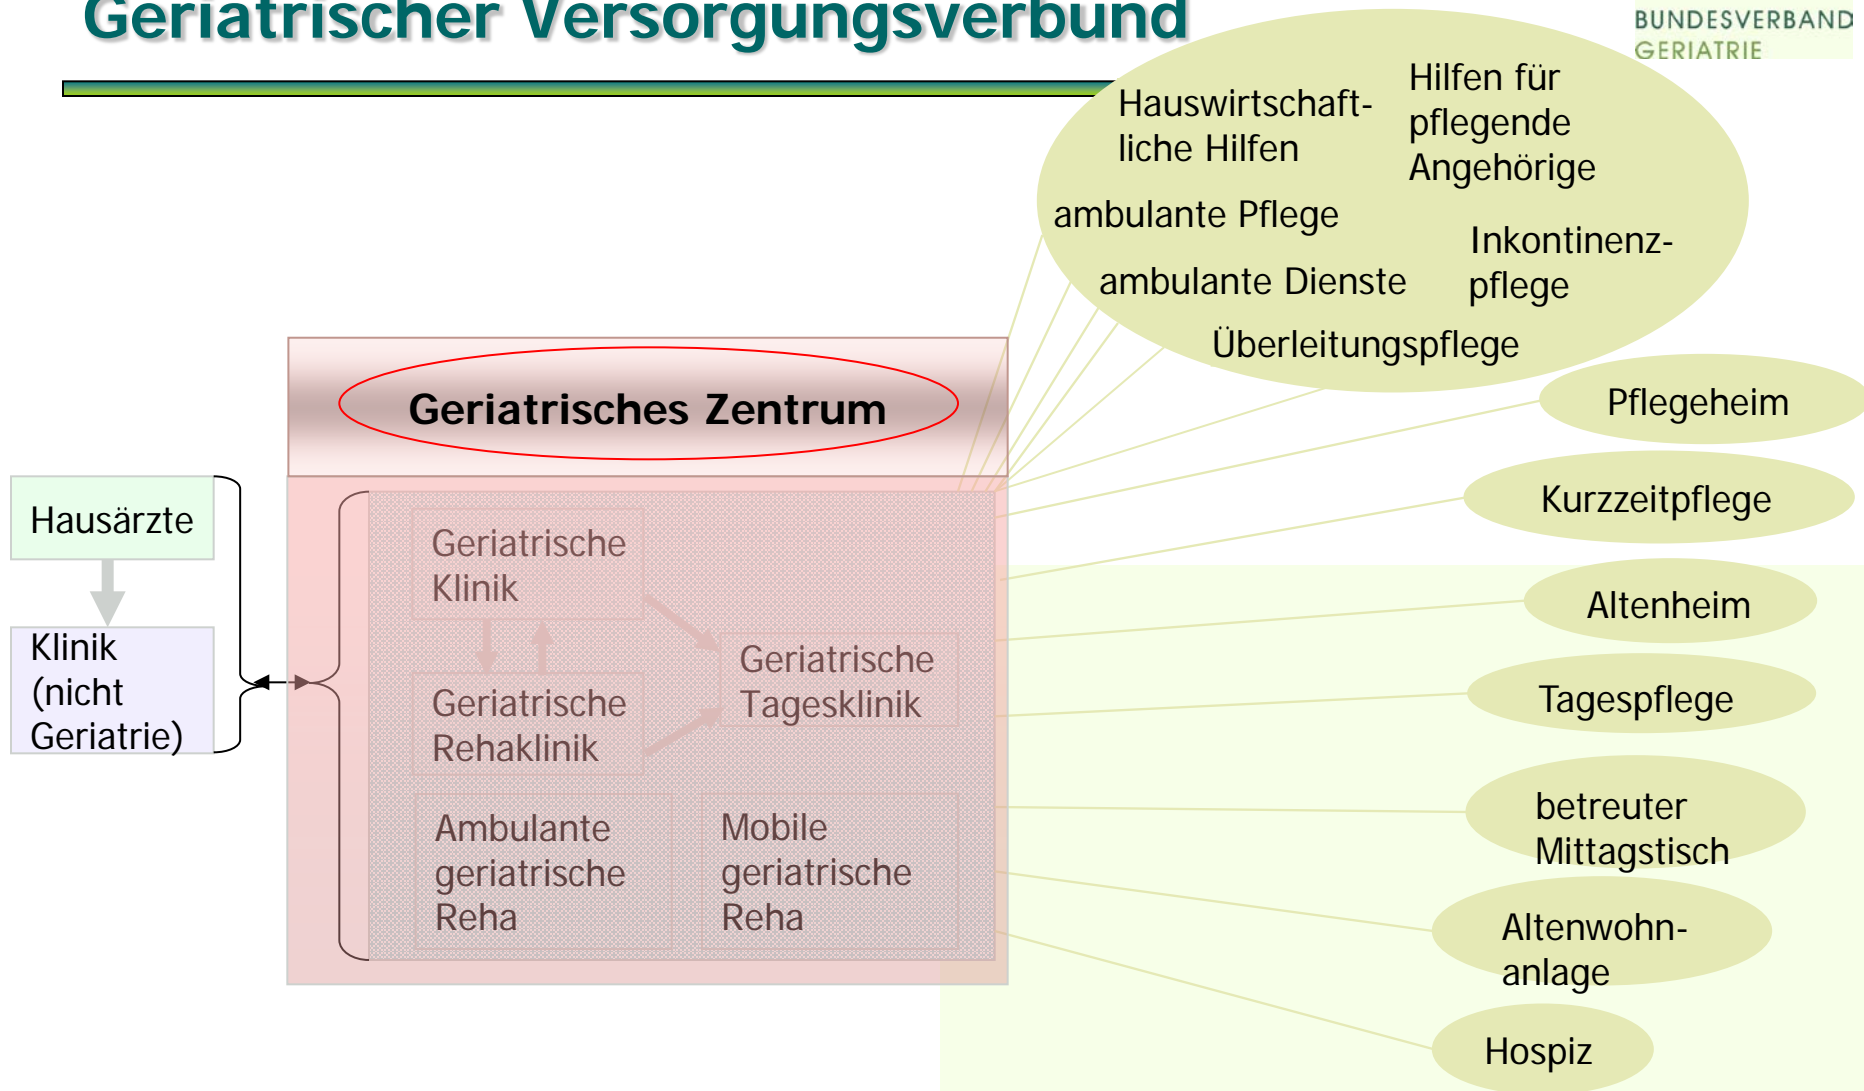 Geriatrischer Versorgungsverbund
BUNDESVERBAND
GERIATRIE
Hauswirtschaft-
liche Hilfen
Hilfen für
pflegende
Angehörige
ambulante Pflege
Inkontinenz-
pflege
ambulante Dienste
Überleitungspflege
Geriatrisches Zentrum
Hausärzte
Klinik
(nicht
Geriatrie)
Geriatrische
Klinik
Geriatrische
Rehaklinik
Geriatrische
Tagesklinik
Ambulante
geriatrische
Reha
Mobile
geriatrische
Reha
Pflegeheim
Kurzzeitpflege
Altenheim
Tagespflege
betreuter
Mittagstisch
Altenwohn-
anlage
Hospiz